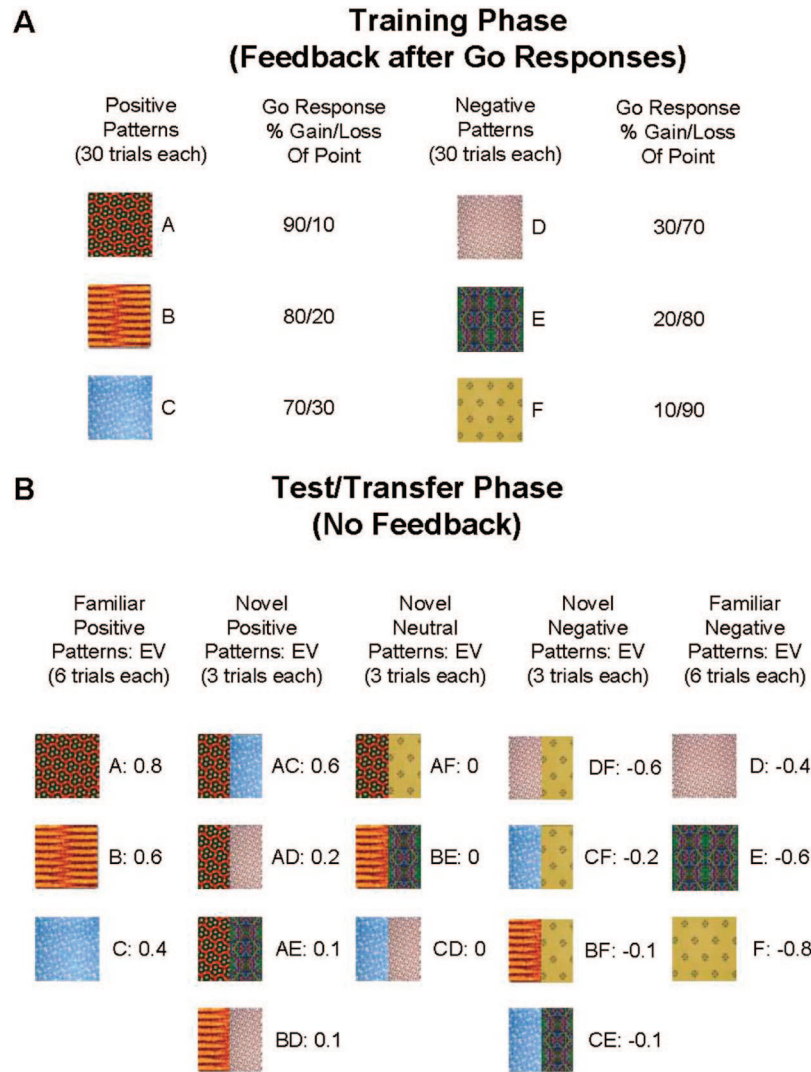 A
Training Phase
(Feedback after Go Responses)
Positive
Patterns
(30 trials each)
Go Response
% Gain/Loss
Of Point
Negative
Patterns
(30 trials each)
Go Response
% Gain/Loss
Of Point
A 90/10 D 30/70
B 80/20 E 20/80
C 70/30 F 10/90
B
Test/Transfer Phase
(No Feedback)
Familiar
Positive
Patterns: EV
(6 trials each)
Novel
Positive
Patterns: EV
(3 trials each)
Novel
Neutral
Patterns: EV
(3 trials each)
Novel
Negative
Patterns: EV
(3 trials each)
Familiar
Negative
Patterns: EV
(6 trials each)
A: 0.8 AC: 0.6 AF: 0 DF: -0.6 D: -0.4
B: 0.6 AD: 0.2 BE: 0 CF: -0.2 E: -0.6
C: 0.4 AE: 0.1 CD: 0 BF: -0.1 F: -0.8
BD: 0.1 CE: -0.1